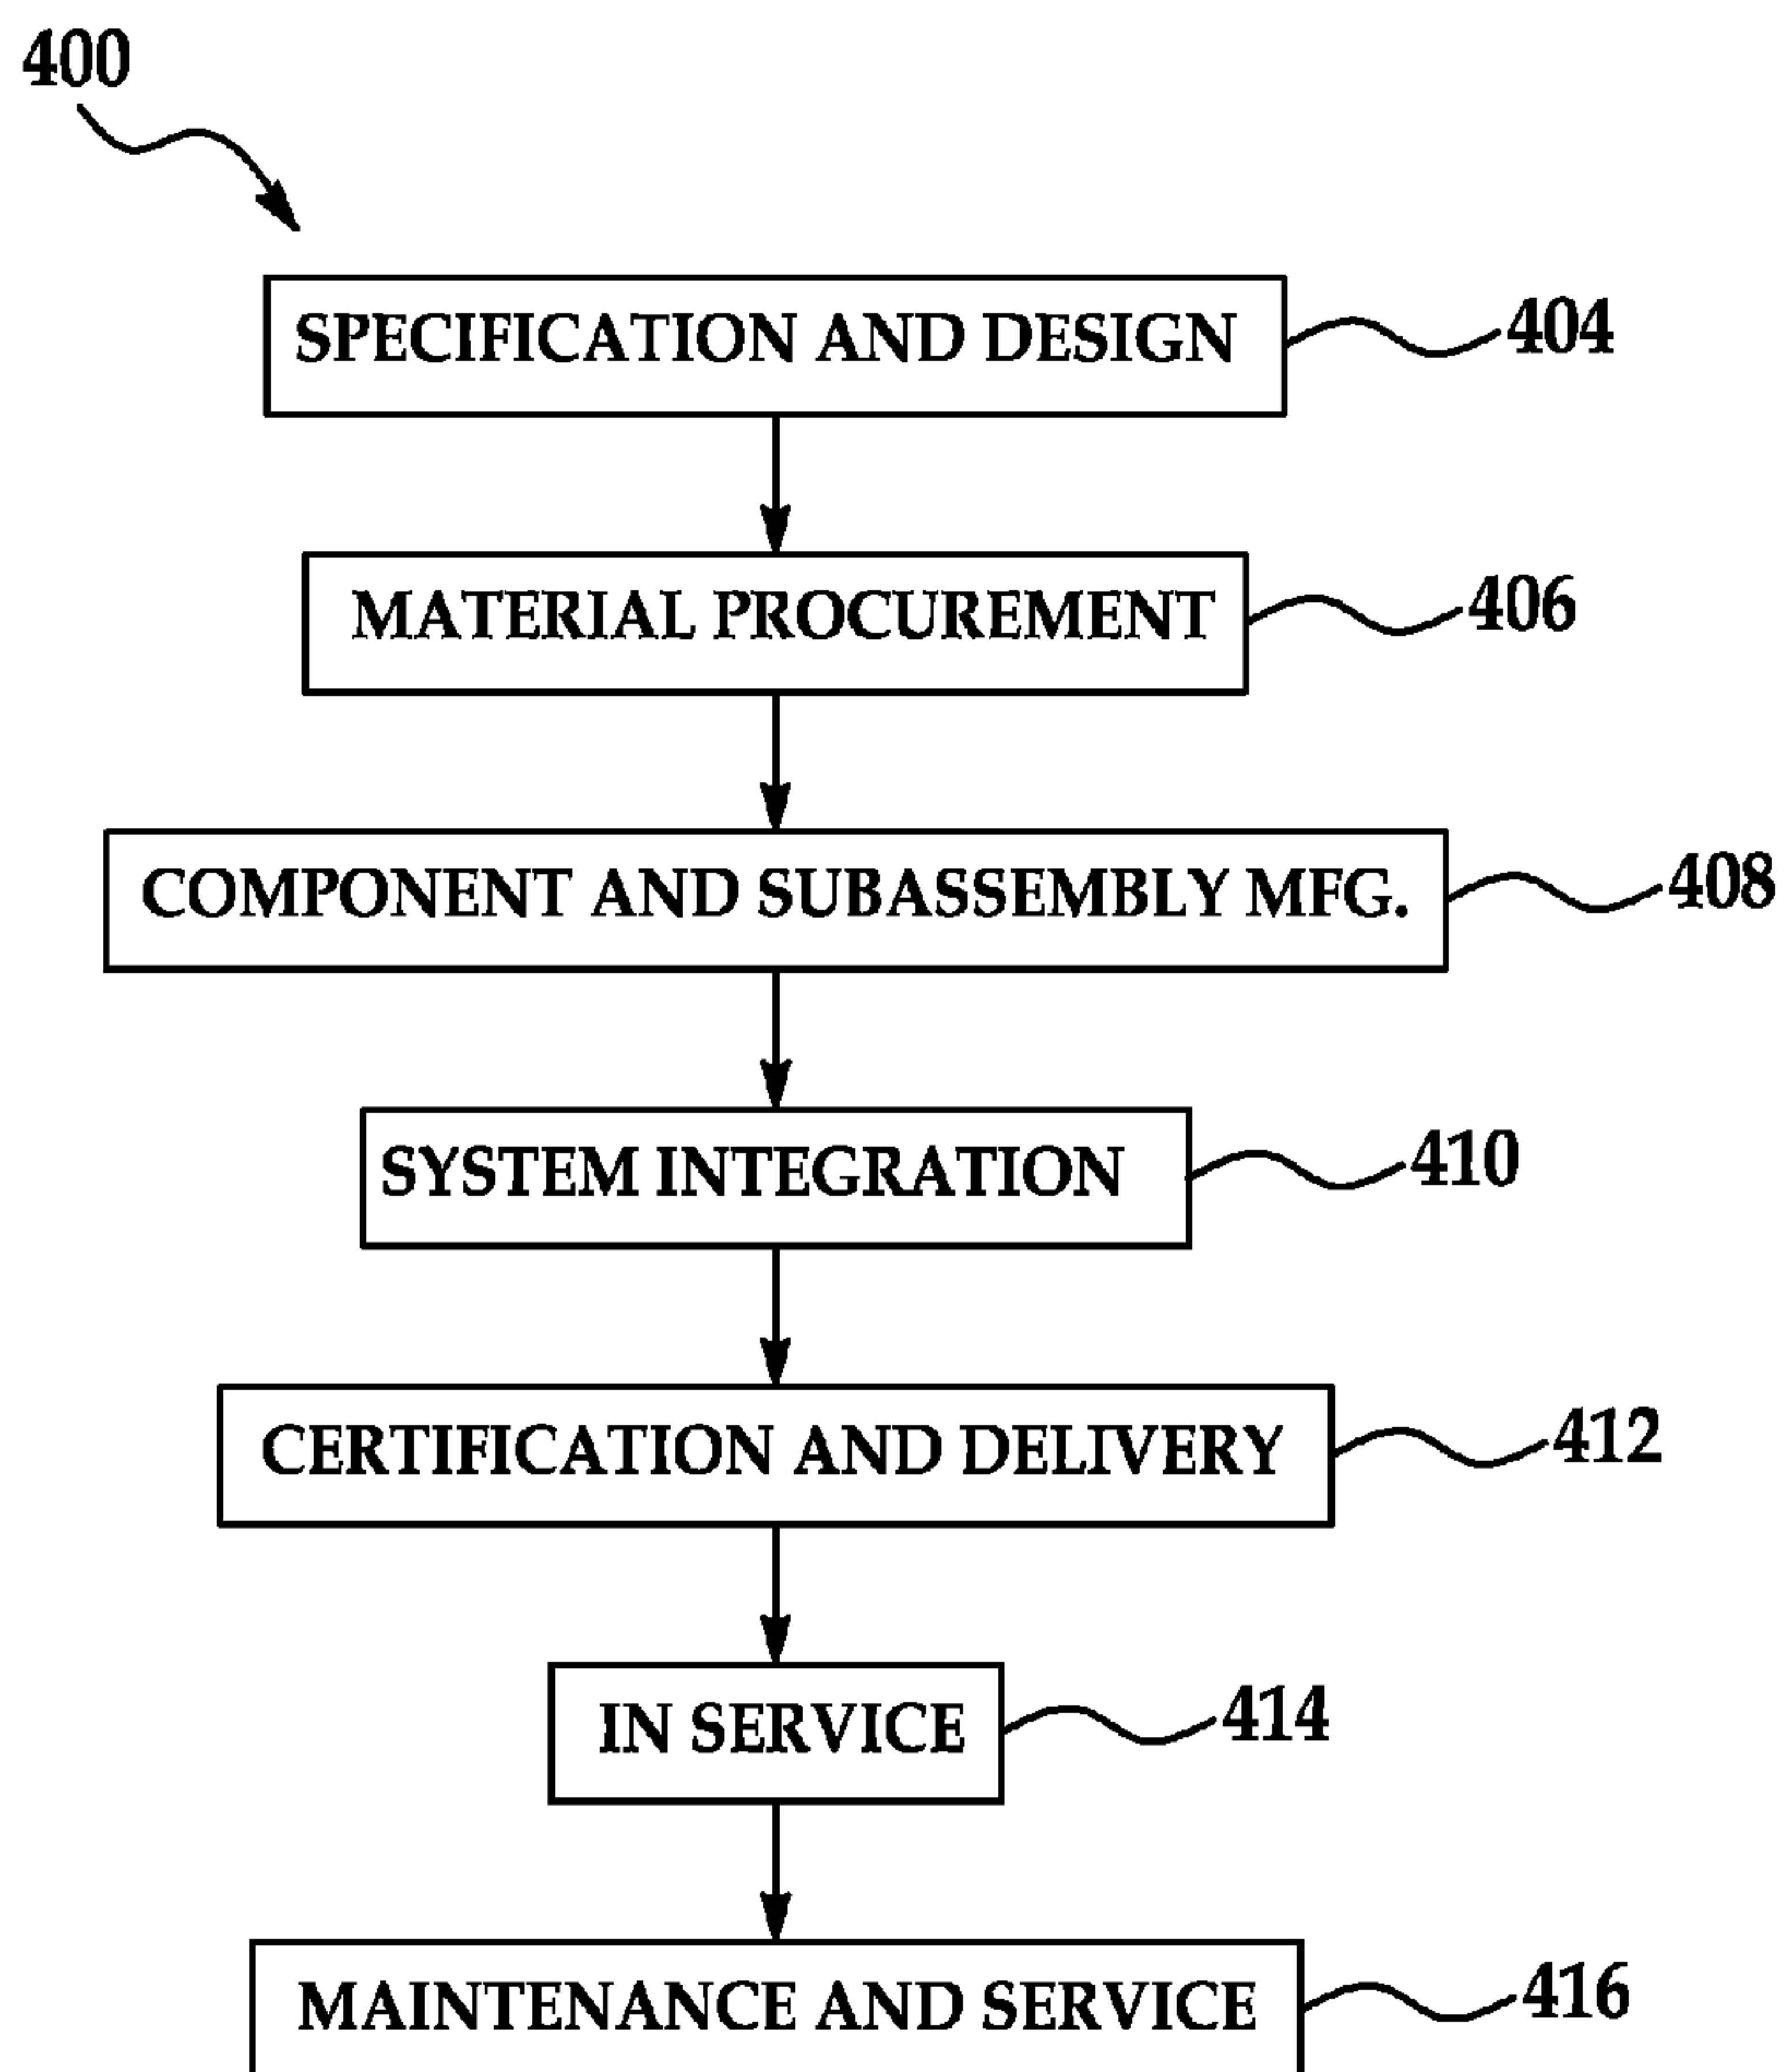 400
SPECIFICATION AND DESIGN 404
MATERIAL PROCUREMENT 406
COMPONENT AND SUBASSEMBLY MFG. 408
SYSTEM INTEGRATION 410
CERTIFICATION AND DELIVERY 412
IN SERVICE 414
MAINTENANCE AND SERVICE 416